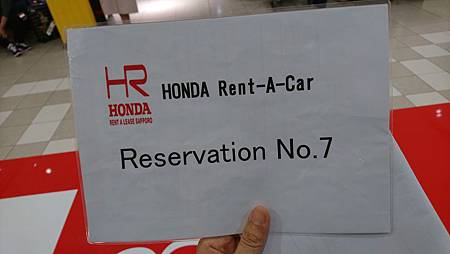 HR
HONDA
RENT A LEASE SAPPORO
HONDA Rent-A-Car
Reservation No.7